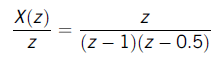 X(z)/z = z/((z − 1)(z − 0.5))